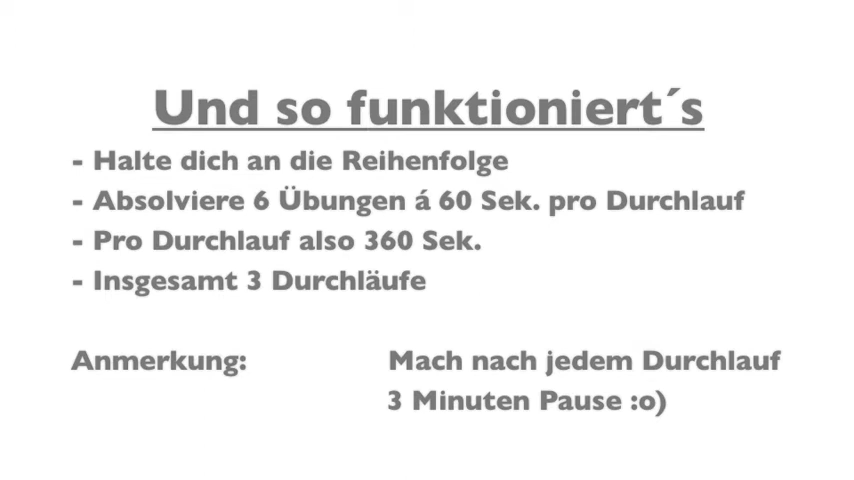 Und so funktioniert´s
- Halte dich an die Reihenfolge
- Absolviere 6 Übungen á 60 Sek. pro Durchlauf
- Pro Durchlauf also 360 Sek.
- Insgesamt 3 Durchläufe
Anmerkung: Mach nach jedem Durchlauf
3 Minuten Pause :o)